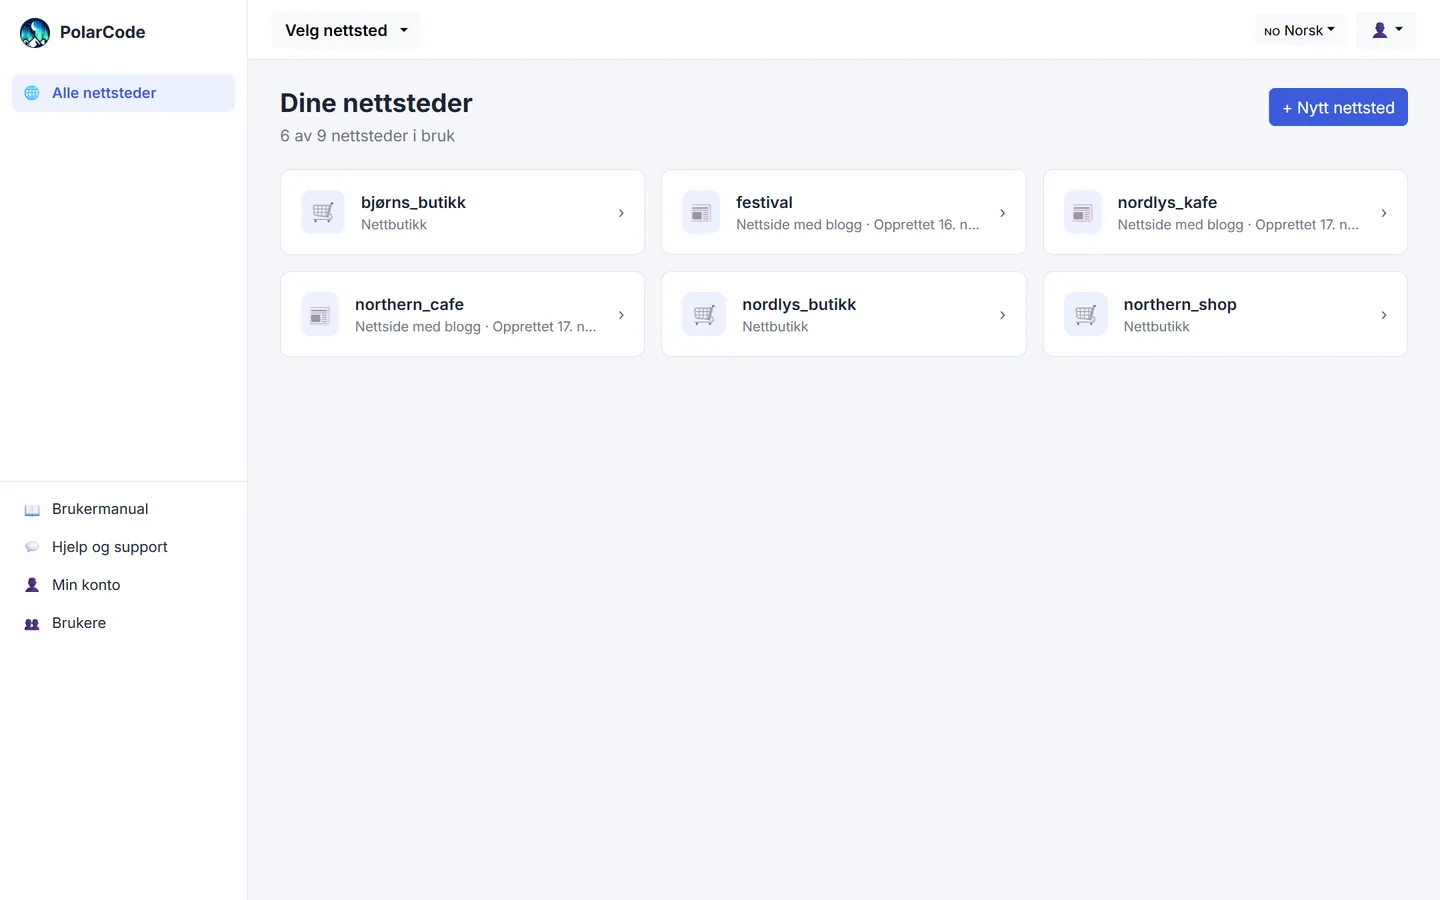 PolarCode
Velg nettsted
NO Norsk
Alle nettsteder
Dine nettsteder
6 av 9 nettsteder i bruk
+ Nytt nettsted
bjørns_butikk
Nettbutikk
festival
Nettside med blogg · Opprettet 16. n...
nordlys_kafe
Nettside med blogg · Opprettet 17. n...
northern_cafe
Nettside med blogg · Opprettet 17. n...
nordlys_butikk
Nettbutikk
northern_shop
Nettbutikk
Brukermanual
Hjelp og support
Min konto
Brukere